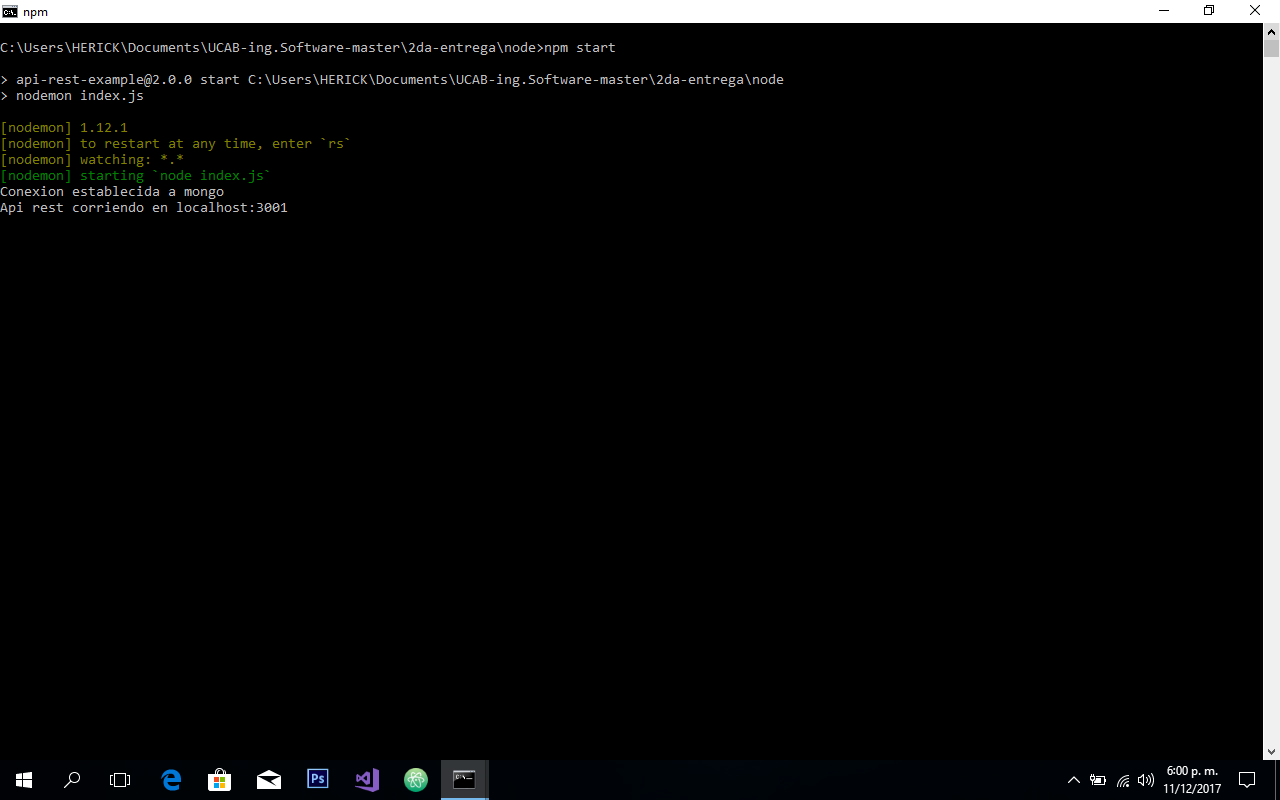 npm
C:\Users\HERICK\Documents\UCAB-ing.Software-master\2da-entrega\node>npm start
> api-rest-example@2.0.0 start C:\Users\HERICK\Documents\UCAB-ing.Software-master\2da-entrega\node
> nodemon index.js
[nodemon] 1.12.1
[nodemon] to restart at any time, enter `rs`
[nodemon] watching: *.*
[nodemon] starting `node index.js`
Conexion establecida a mongo
Api rest corriendo en localhost:3001
Ps
6:00 p. m.
11/12/2017